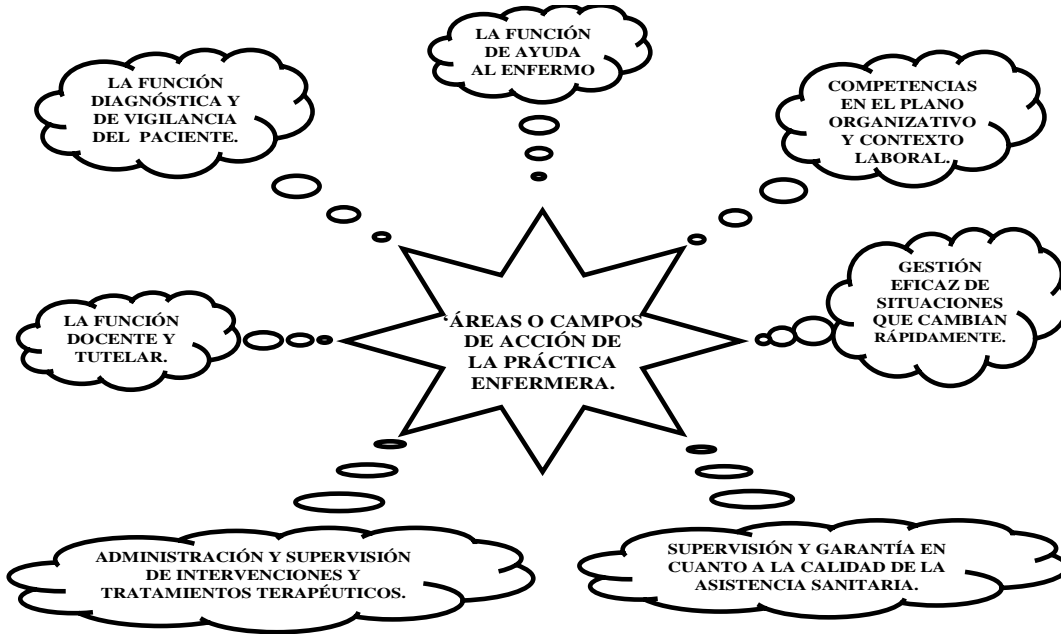 LA FUNCIÓN
DE AYUDA
AL ENFERMO
LA FUNCIÓN
DIAGNÓSTICA Y
DE VIGILANCIA
DEL PACIENTE.
COMPETENCIAS
EN EL PLANO
ORGANIZATIVO
Y CONTEXTO
LABORAL.
GESTIÓN
EFICAZ DE
SITUACIONES
QUE CAMBIAN
RÁPIDAMENTE.
LA FUNCIÓN
DOCENTE Y
TUTELAR.
‘ÁREAS O CAMPOS
DE ACCIÓN DE
LA PRÁCTICA
ENFERMERA.
ADMINISTRACIÓN Y SUPERVISIÓN
DE INTERVENCIONES Y
TRATAMIENTOS TERAPÉUTICOS.
SUPERVISIÓN Y GARANTÍA EN
CUANTO A LA CALIDAD DE LA
ASISTENCIA SANITARIA.